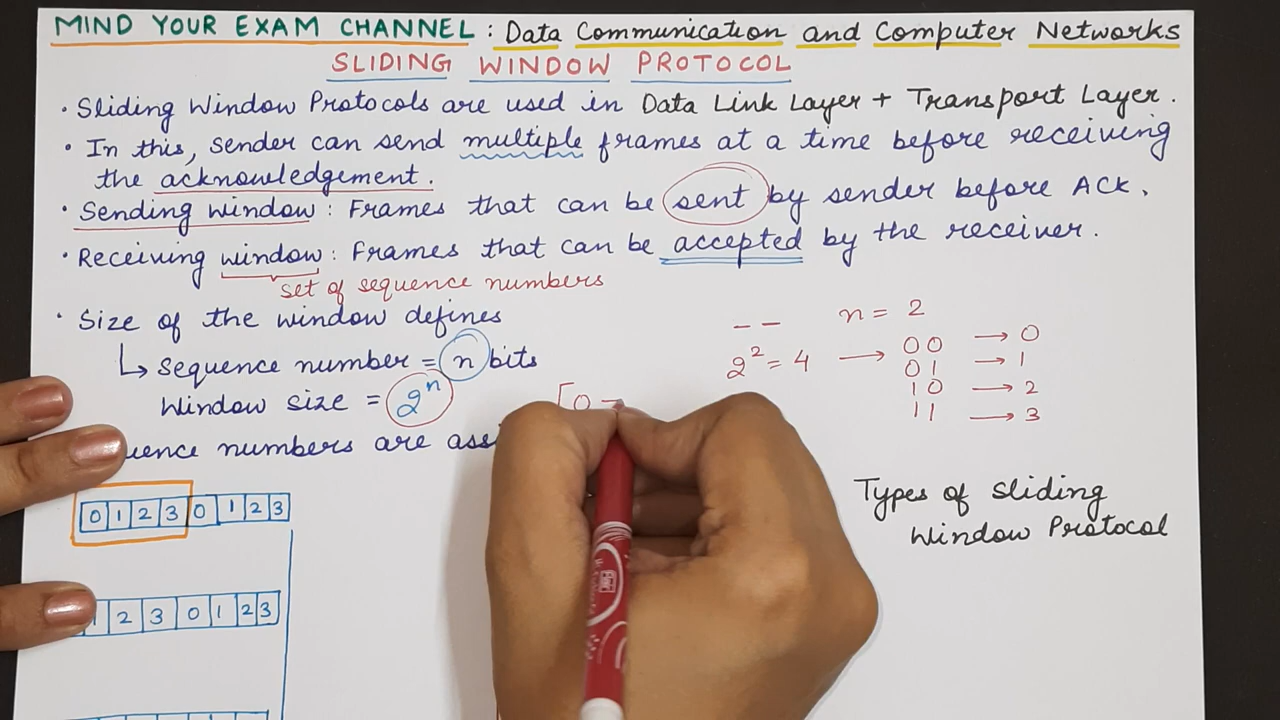 MIND YOUR EXAM CHANNEL : Data Communication and Computer Networks
SLIDING WINDOW PROTOCOL
• Sliding Window Protocols are used in Data Link Layer + Transport Layer.
• In this, sender can send multiple frames at a time before receiving
the acknowledgement.
• Sending window : Frames that can be sent by sender before ACK.
• Receiving window : Frames that can be accepted by the receiver.
set of sequence numbers
• Size of the window defines
↳ Sequence number = n bits
Window size = 2^n
numbers are
n = 2
— —
2^2 = 4 → 00 → 0
01 → 1
10 → 2
11 → 3
[0 -
0 1 2 3 0 1 2 3
1 2 3 0 1 2 3
Types of sliding
Window Protocol